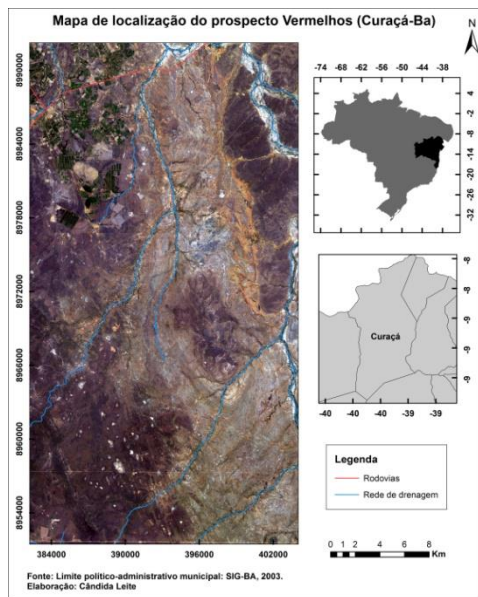 Mapa de localização do prospecto Vermelhos (Curaçá-Ba)
N
8990000
8984000
8978000
8972000
8966000
8960000
8954000
384000 390000 396000 402000
-74 -68 -62 -56 -50 -44 -38
4
-2
-8
-14
-20
-26
-32
Curaçá
-8
-8
-9
-9
-9
-40 -40 -40 -39 -39
Legenda
Rodovias
Rede de drenagem
0 1 2 4 6 8
Km
Fonte: Limite político-administrativo municipal: SIG-BA, 2003.
Elaboração: Cândida Leite